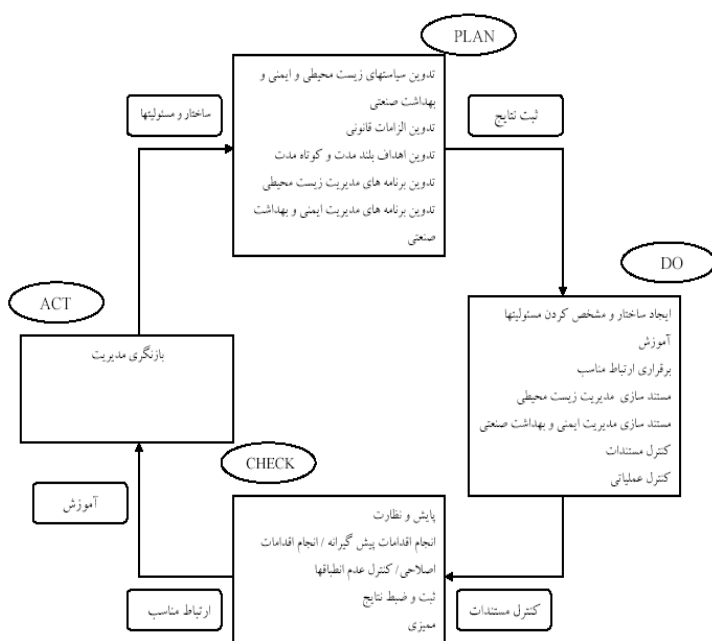 PLAN
تدوین سیاستهای زیست محیطی و ایمنی و
بهداشت صنعتی
تدوین الزامات قانونی
تدوین اهداف بلند مدت و کوتاه مدت
تدوین برنامه های مدیریت زیست محیطی
تدوین برنامه های مدیریت ایمنی و بهداشت
صنعتی
ثبت نتایج
DO
ایجاد ساختار و مشخص کردن مسئولیتها
آموزش
برقراری ارتباط مناسب
مستند سازی مدیریت زیست محیطی
مستند سازی مدیریت ایمنی و بهداشت صنعتی
کنترل مستندات
کنترل عملیاتی
کنترل مستندات
CHECK
پایش و نظارت
انجام اقدامات پیش گیرانه / انجام اقدامات
اصلاحی/ کنترل عدم انطباقها
ثبت و ضبط نتایج
ممیزی
ارتباط مناسب
آموزش
ACT
بازنگری مدیریت
ساختار و مسئولیتها